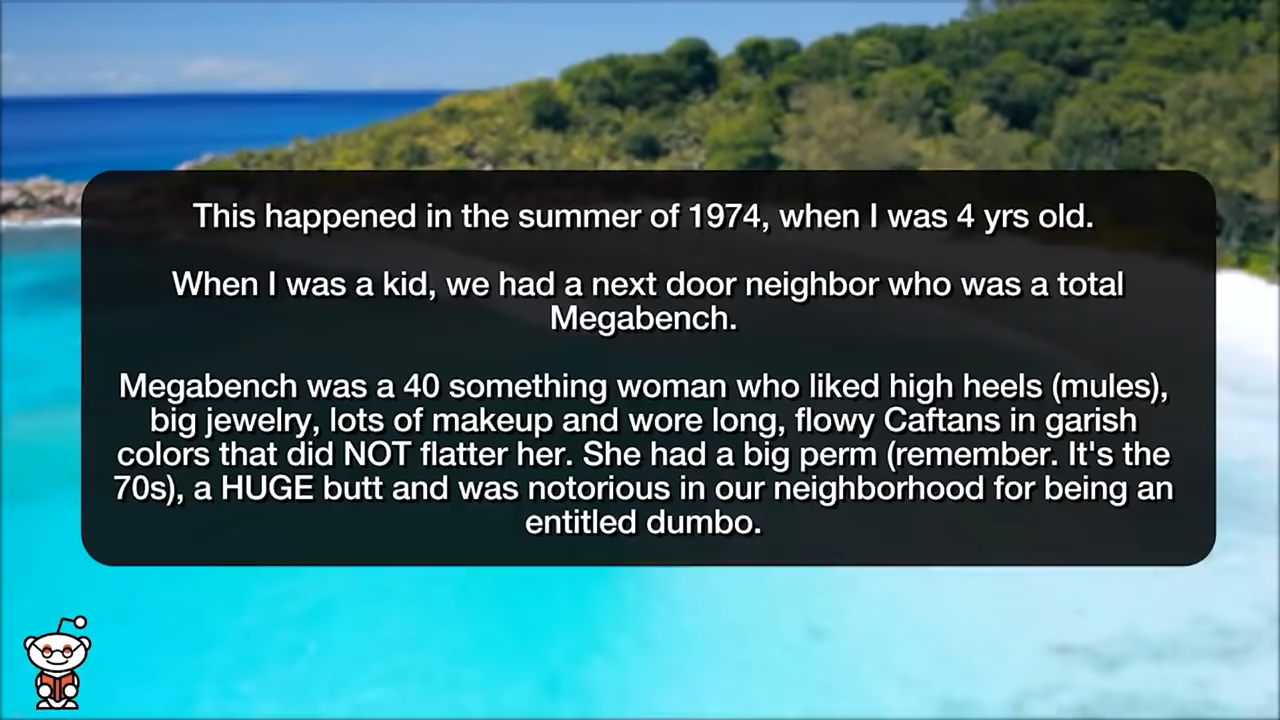 This happened in the summer of 1974, when I was 4 yrs old.
When I was a kid, we had a next door neighbor who was a total
Megabench.
Megabench was a 40 something woman who liked high heels (mules),
big jewelry, lots of makeup and wore long, flowy Caftans in garish
colors that did NOT flatter her. She had a big perm (remember. It's the
70s), a HUGE butt and was notorious in our neighborhood for being an
entitled dumbo.